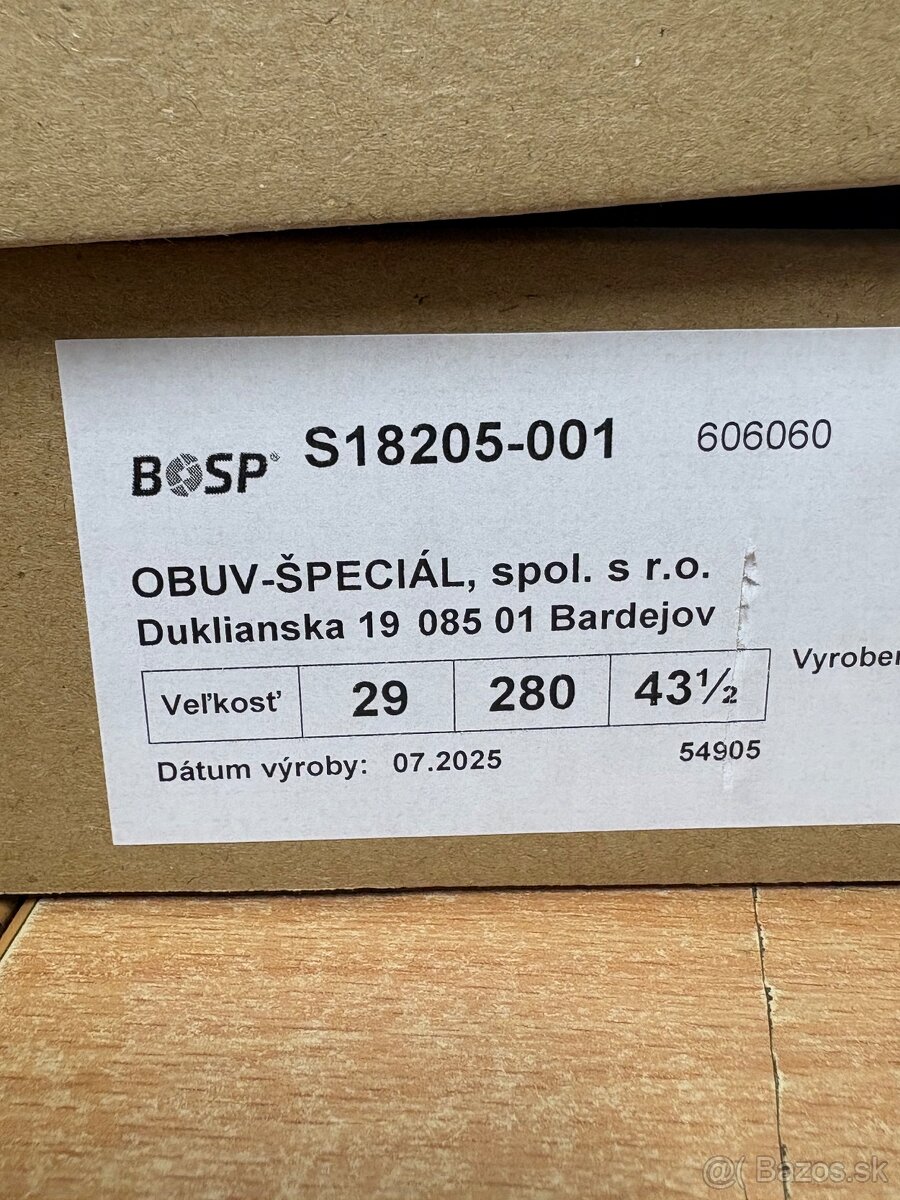 BOSP® S18205-001 606060
OBUV-ŠPECIÁL, spol. s r.o.
Duklianska 19 085 01 Bardejov
Vyrobe
Veľkosť 29 280 43½
Dátum výroby: 07.2025 54905
@( Bazos.sk